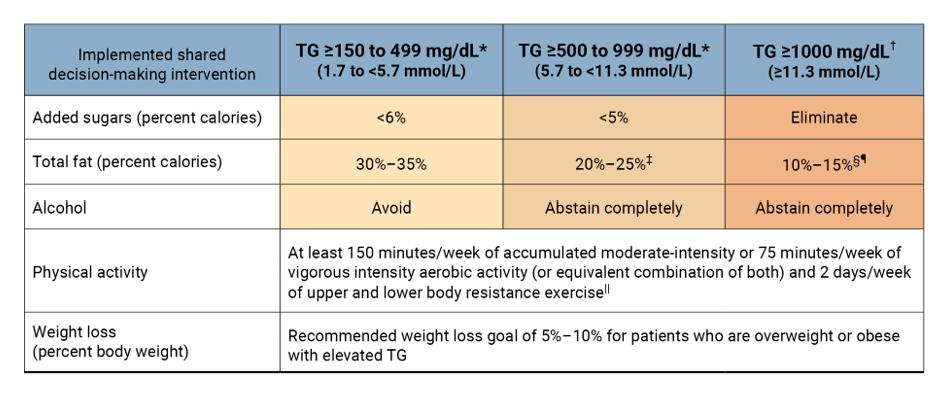 Implemented shared
decision-making intervention
TG ≥150 to 499 mg/dL*
(1.7 to <5.7 mmol/L)
TG ≥500 to 999 mg/dL*
(5.7 to <11.3 mmol/L)
TG ≥1000 mg/dL†
(≥11.3 mmol/L)
Added sugars (percent calories)
<6%
<5%
Eliminate
Total fat (percent calories)
30%–35%
20%–25%‡
10%–15%§¶
Alcohol
Avoid
Abstain completely
Abstain completely
Physical activity
At least 150 minutes/week of accumulated moderate-intensity or 75 minutes/week of
vigorous intensity aerobic activity (or equivalent combination of both) and 2 days/week
of upper and lower body resistance exercise||
Weight loss
(percent body weight)
Recommended weight loss goal of 5%–10% for patients who are overweight or obese
with elevated TG